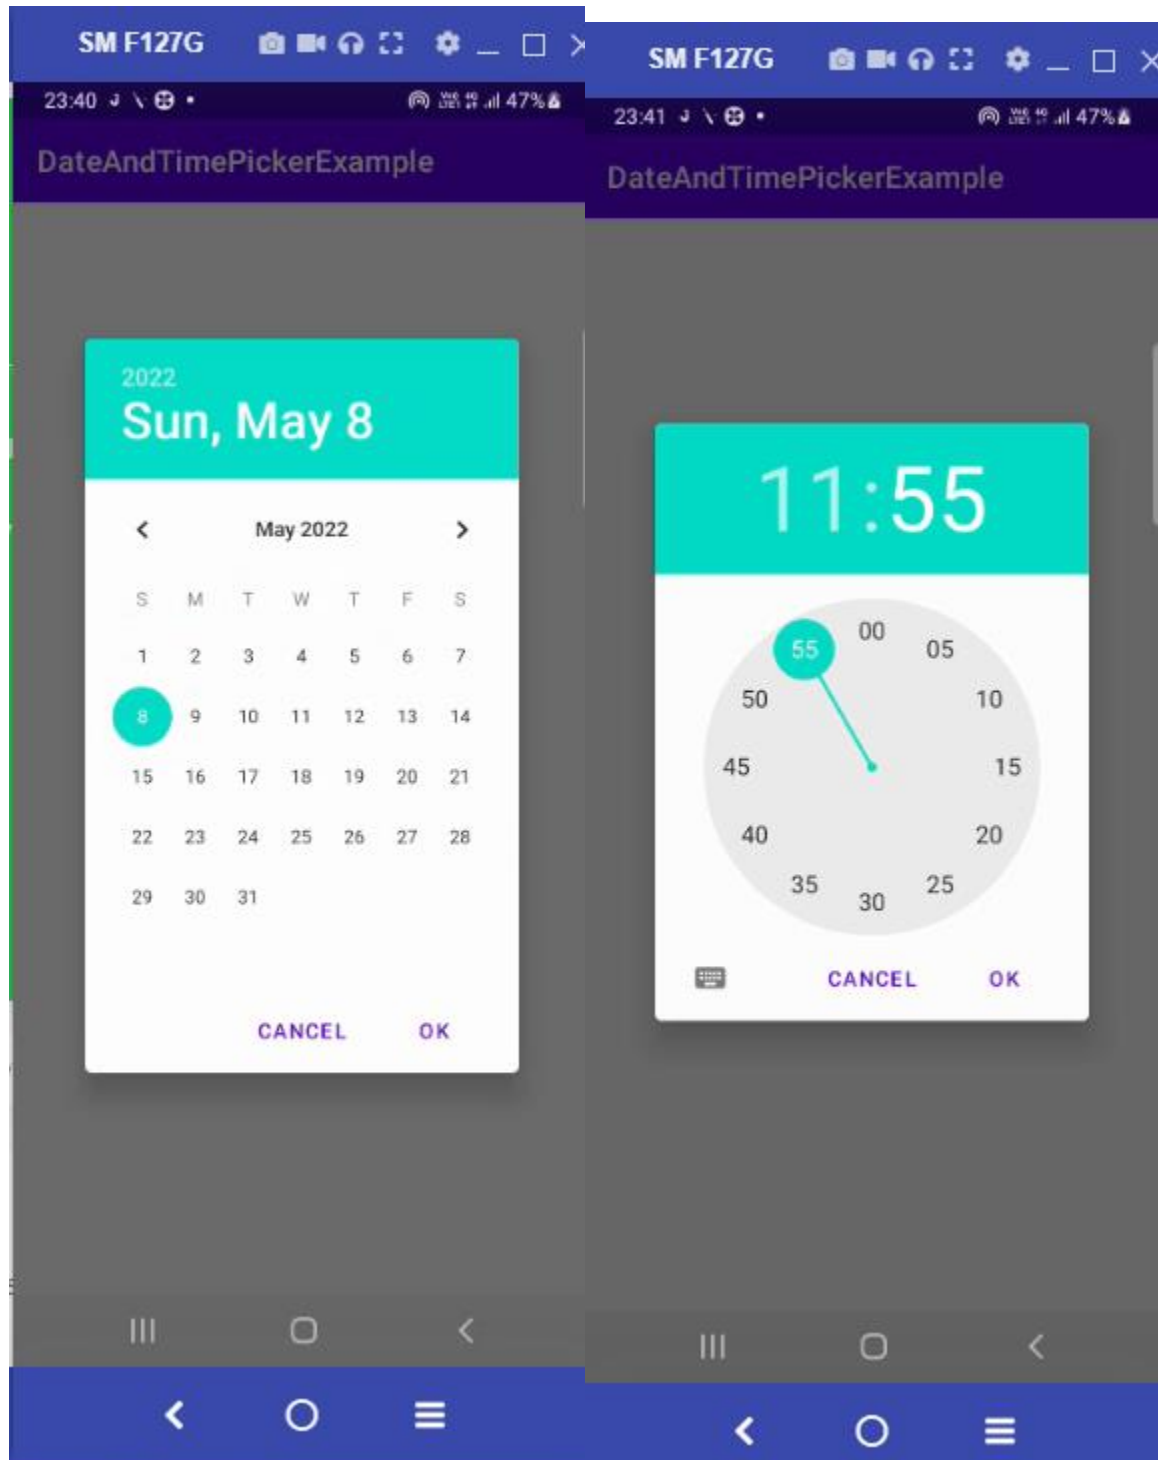 SM F127G
23:40
47%
DateAndTimePickerExample
2022
Sun, May 8
May 2022
S M T W T F S
1 2 3 4 5 6 7
8 9 10 11 12 13 14
15 16 17 18 19 20 21
22 23 24 25 26 27 28
29 30 31
CANCEL OK
SM F127G
23:41
47%
DateAndTimePickerExample
11:55
00
55 05
50 10
45 15
40 20
35 25
30
CANCEL OK